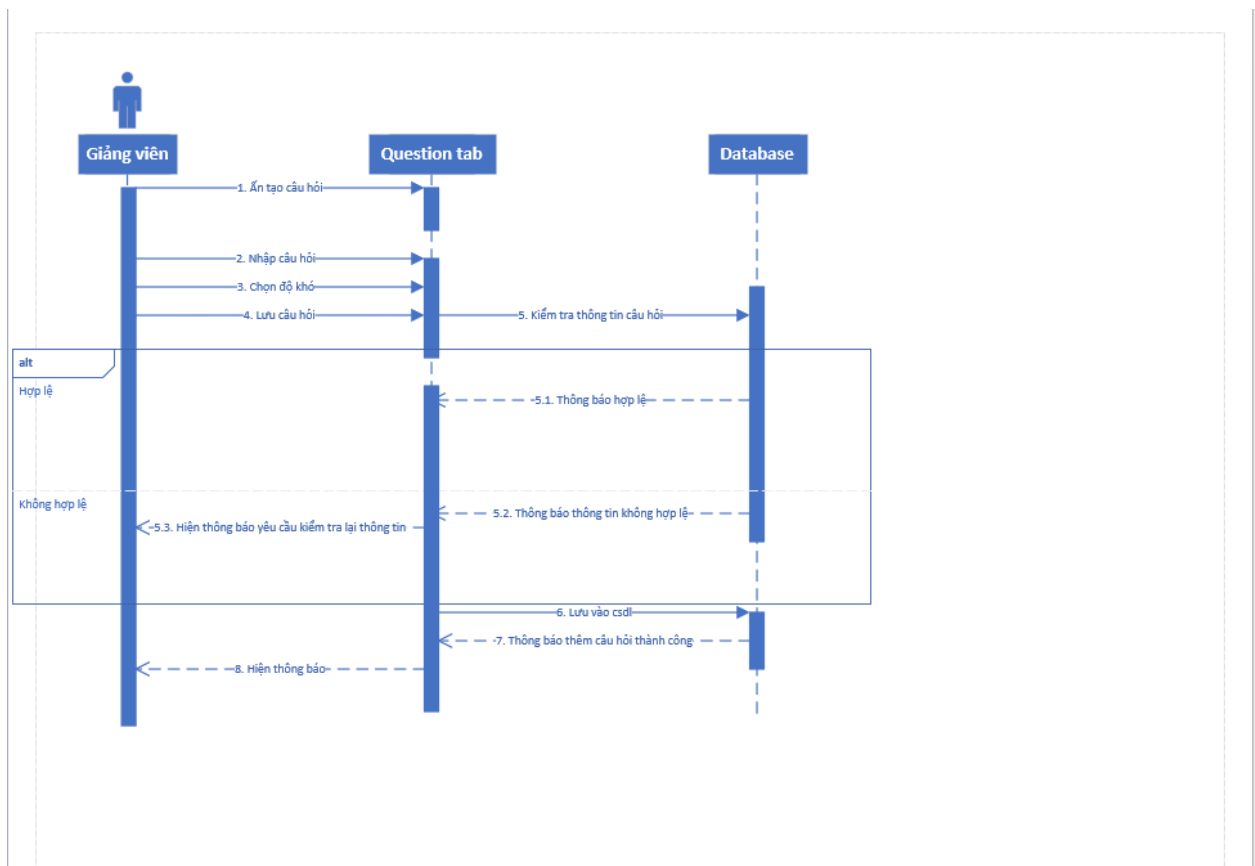 Giảng viên
Question tab
Database
1. Ấn tạo câu hỏi
2. Nhập câu hỏi
3. Chọn độ khó
4. Lưu câu hỏi
5. Kiểm tra thông tin câu hỏi
alt
Hợp lệ
5.1. Thông báo hợp lệ
Không hợp lệ
5.2. Thông báo thông tin không hợp lệ
5.3. Hiện thông báo yêu cầu kiểm tra lại thông tin
6. Lưu vào csdl
7. Thông báo thêm câu hỏi thành công
8. Hiện thông báo